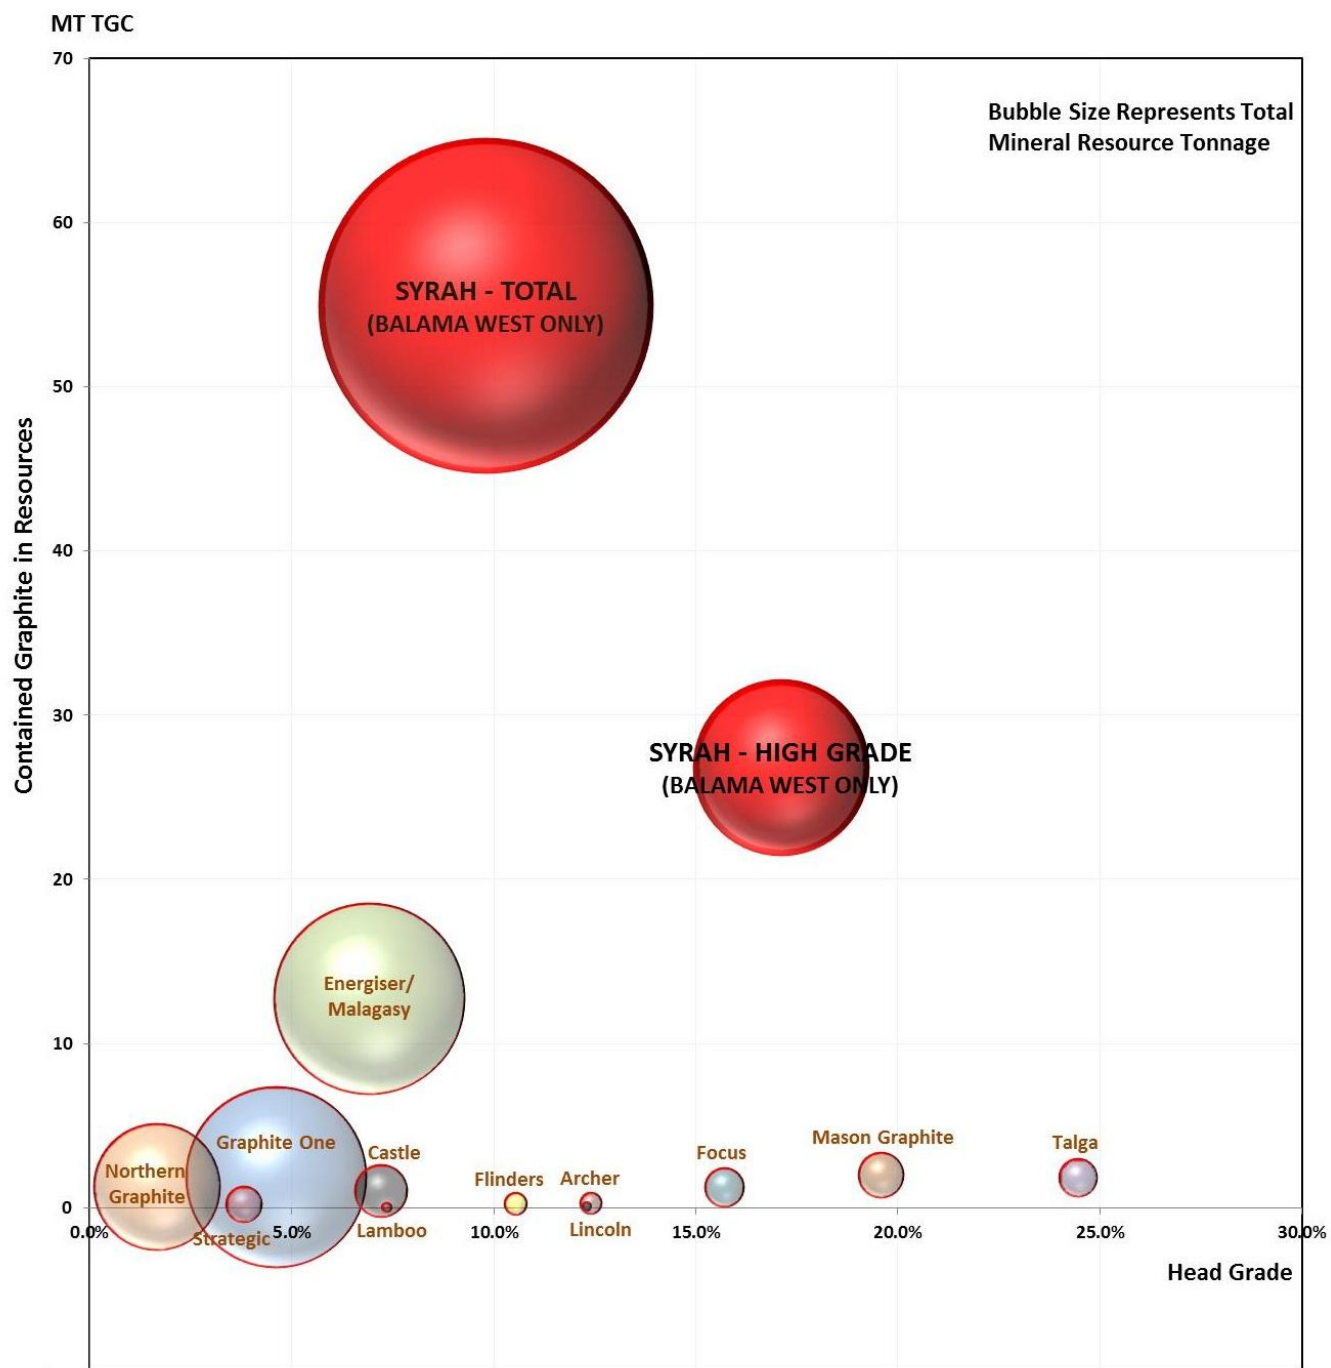 MT TGC
70
Bubble Size Represents Total
Mineral Resource Tonnage
60
SYRAH - TOTAL
(BALAMA WEST ONLY)
50
Contained Graphite in Resources
40
30
SYRAH - HIGH GRADE
(BALAMA WEST ONLY)
20
Energiser/
Malagasy
10
Graphite One
Castle
Mason Graphite
Talga
Focus
Northern
Graphite
Flinders
Archer
0
Strategic
Lamboo
Lincoln
0.0%
5.0%
10.0%
15.0%
20.0%
25.0%
30.0%
Head Grade